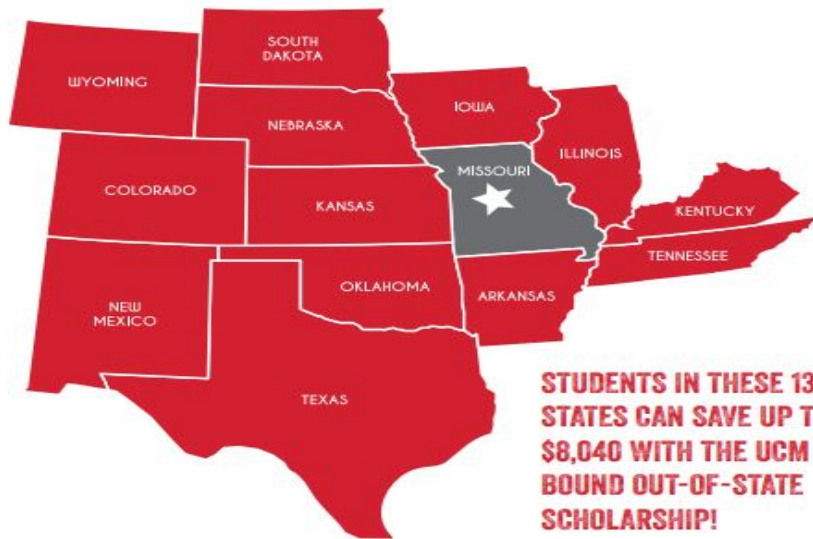 SOUTH
DAKOTA
WYOMING
IOWA
NEBRASKA
ILLINOIS
MISSOURI
COLORADO
KANSAS
KENTUCKY
TENNESSEE
OKLAHOMA
ARKANSAS
NEW
MEXICO
TEXAS
STUDENTS IN THESE 13
STATES CAN SAVE UP T
$8,040 WITH THE UCM
BOUND OUT-OF-STATE
SCHOLARSHIP!